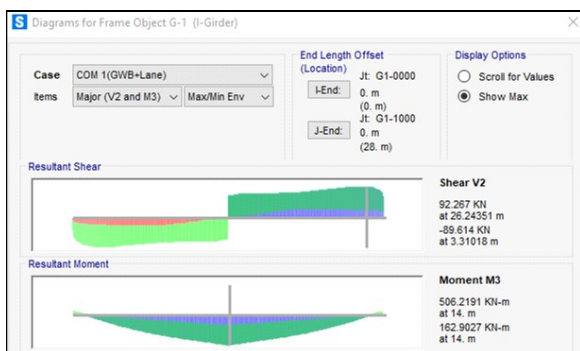 S Diagrams for Frame Object G-1 (I-Girder)
Case COM 1(GWB+Lane)
Items Major (V2 and M3) Max/Min Env
End Length Offset
(Location)
I-End:
Jt: G1-0000
0. m
(0. m)
J-End:
Jt: G1-1000
0. m
(28. m)
Display Options
Scroll for Values
Show Max
Resultant Shear
Shear V2
92.267 KN
at 26.24351 m
-89.614 KN
at 3.31018 m
Resultant Moment
Moment M3
506.2191 KN-m
at 14. m
162.9027 KN-m
at 14. m